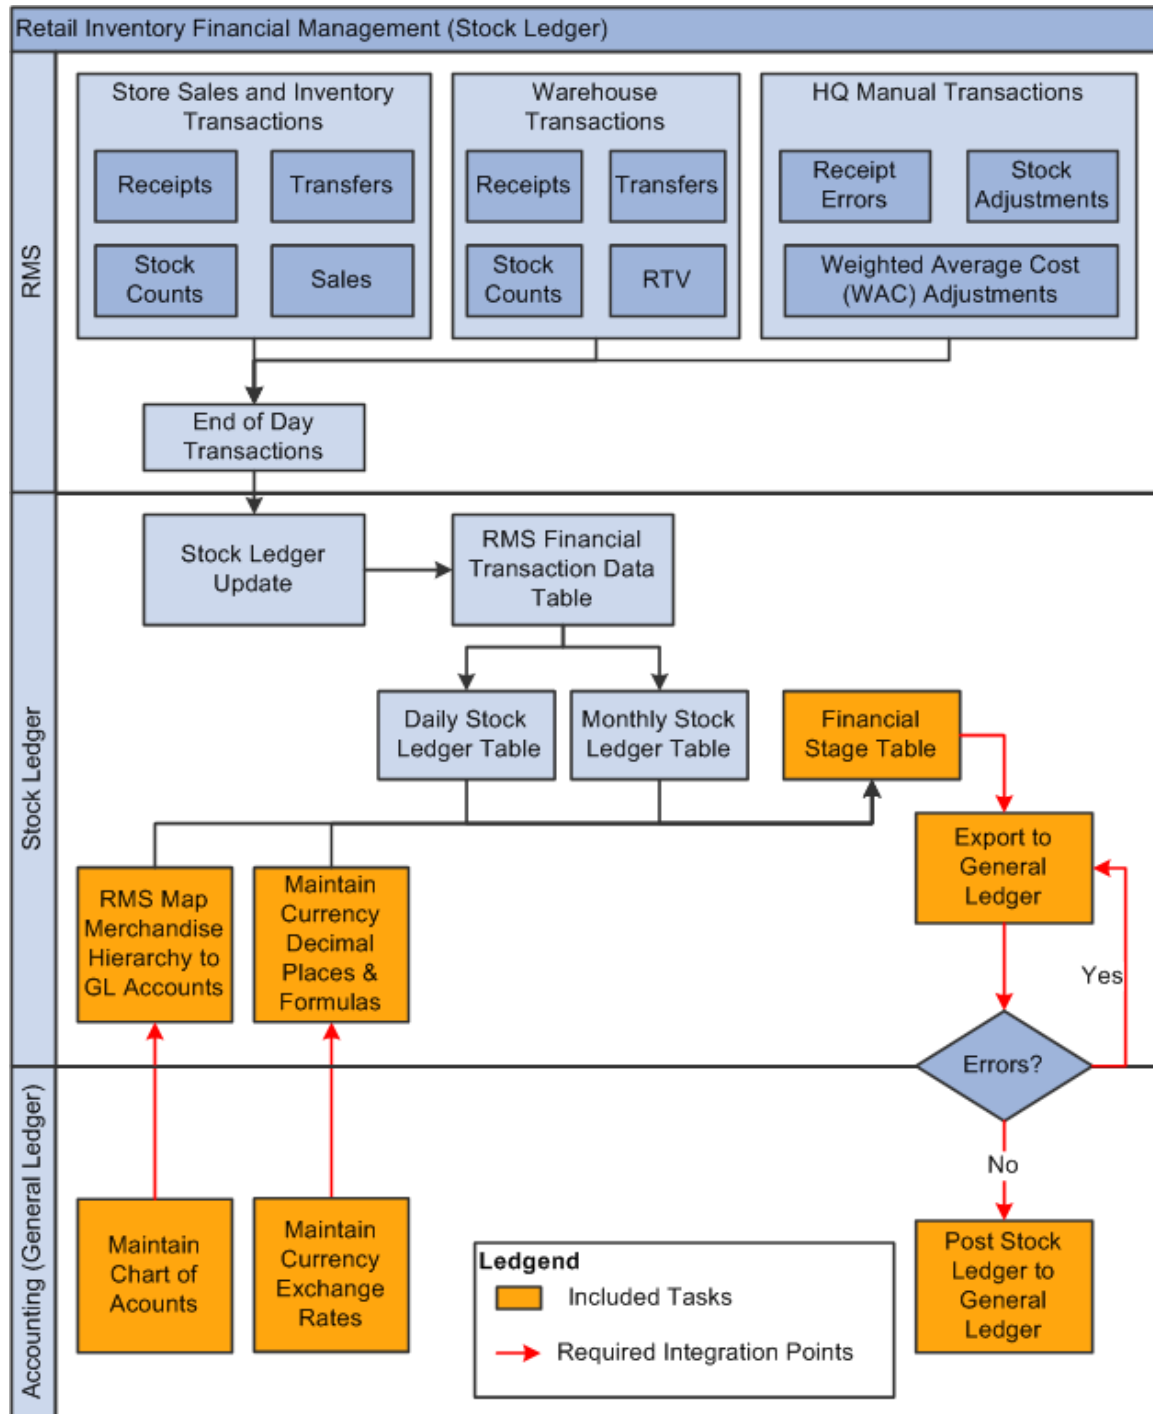 Retail Inventory Financial Management (Stock Ledger)
RMS
Store Sales and Inventory
Transactions
Receipts
Transfers
Stock
Counts
Sales
Warehouse
Transactions
Receipts
Transfers
Stock
Counts
RTV
HQ Manual Transactions
Receipt
Errors
Stock
Adjustments
Weighted Average Cost
(WAC) Adjustments
End of Day
Transactions
Stock Ledger
Stock Ledger
Update
RMS Financial
Transaction Data
Table
Daily Stock
Ledger Table
Monthly Stock
Ledger Table
Financial
Stage Table
RMS Map
Merchandise
Hierarchy to
GL Accounts
Maintain
Currency
Decimal
Places &
Formulas
Export to
General
Ledger
Yes
Errors?
No
Accounting (General Ledger)
Maintain
Chart of
Acounts
Maintain
Currency
Exchange
Rates
Ledgend
Included Tasks
Required Integration Points
Post Stock
Ledger to
General
Ledger